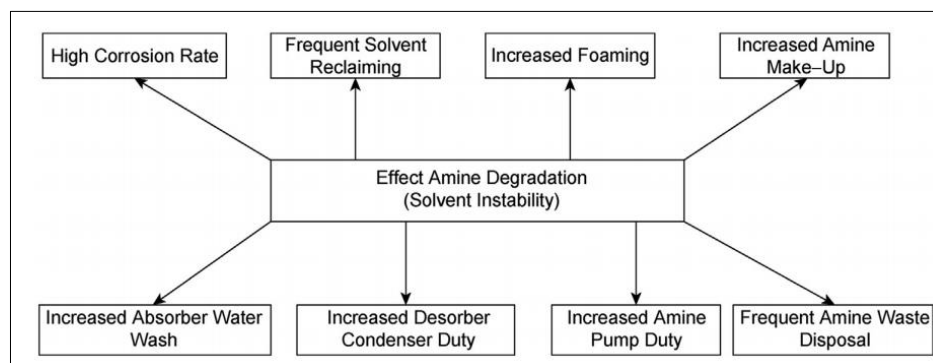 High Corrosion Rate
Frequent Solvent
Reclaiming
Increased Foaming
Increased Amine
Make–Up
Effect Amine Degradation
(Solvent Instability)
Increased Absorber Water
Wash
Increased Desorber
Condenser Duty
Increased Amine
Pump Duty
Frequent Amine Waste
Disposal